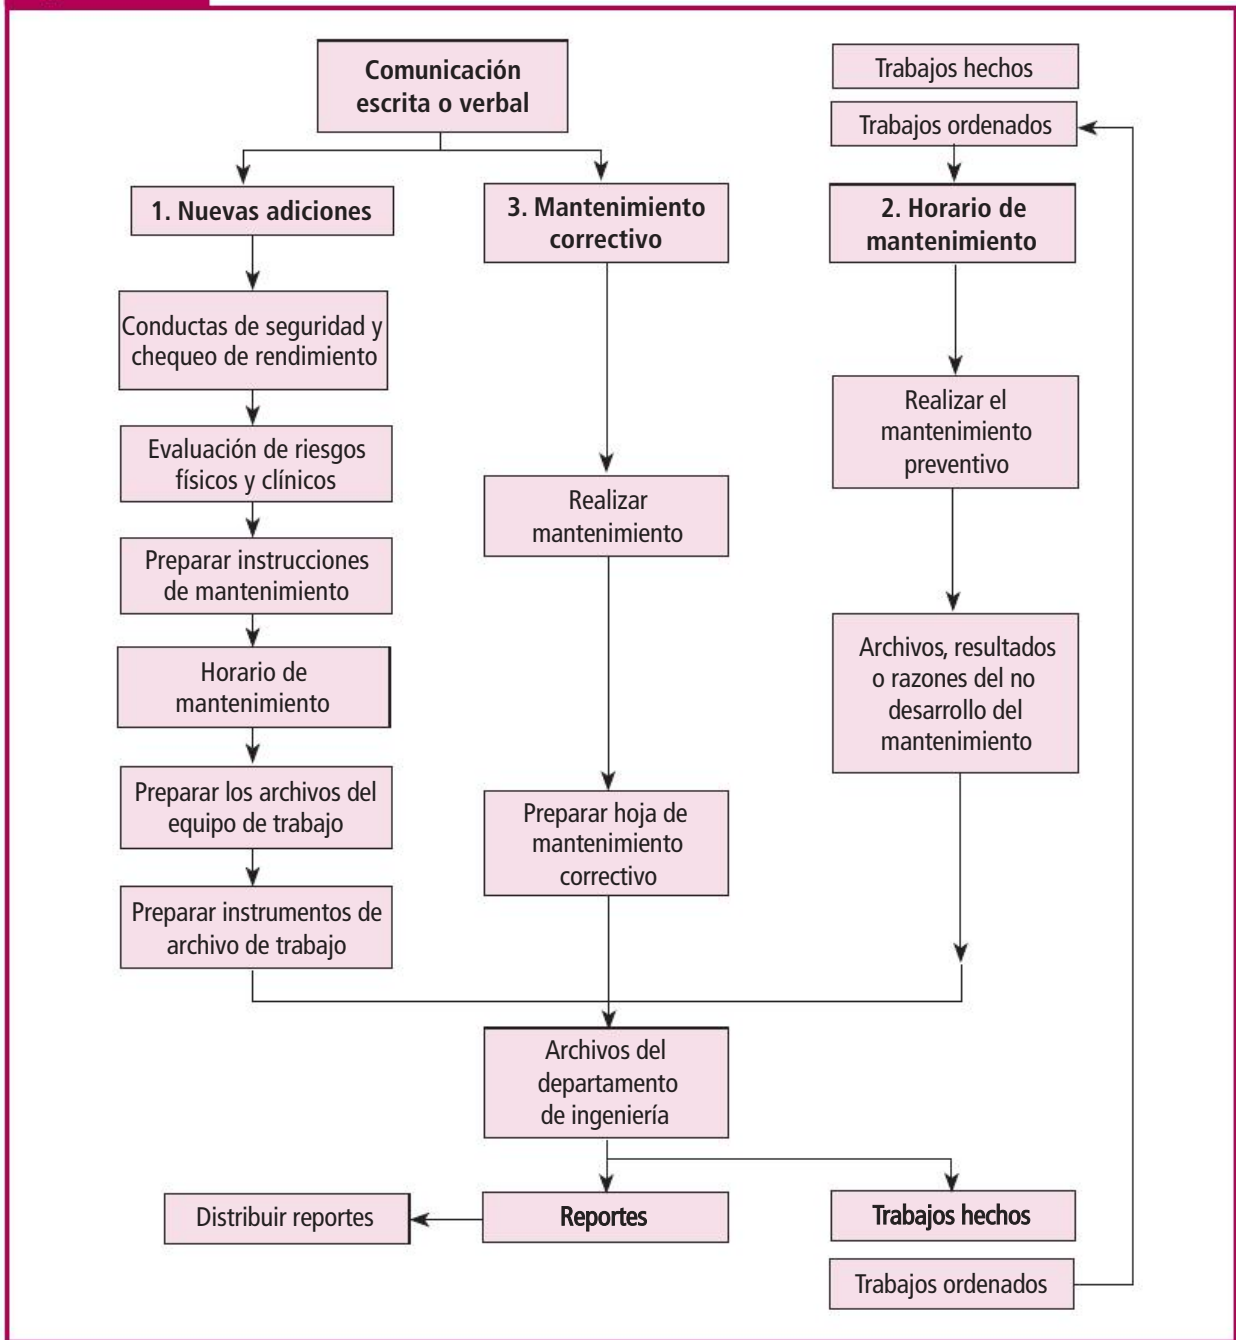 Comunicación
escrita o verbal
Trabajos hechos
Trabajos ordenados
1. Nuevas adiciones
3. Mantenimiento
correctivo
2. Horario de
mantenimiento
Conductas de seguridad y
chequeo de rendimiento
Evaluación de riesgos
físicos y clínicos
Preparar instrucciones
de mantenimiento
Horario de
mantenimiento
Preparar los archivos del
equipo de trabajo
Preparar instrumentos de
archivo de trabajo
Realizar
mantenimiento
Preparar hoja de
mantenimiento
correctivo
Realizar el
mantenimiento
preventivo
Archivos, resultados
o razones del no
desarrollo del
mantenimiento
Archivos del
departamento
de ingeniería
Distribuir reportes
Reportes
Trabajos hechos
Trabajos ordenados